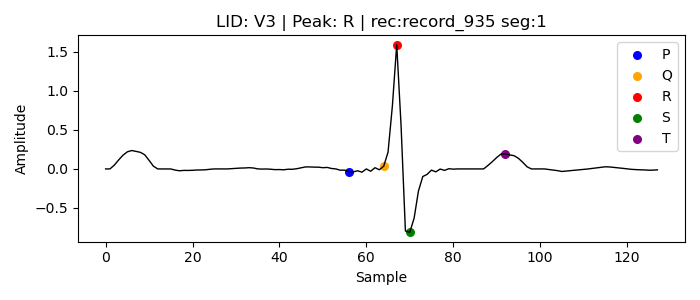 LID: V3 | Peak: R | rec:record_935 seg:1
Amplitude
1.5
1.0
0.5
0.0
−0.5
P
Q
R
S
T
0 20 40 60 80 100 120
Sample